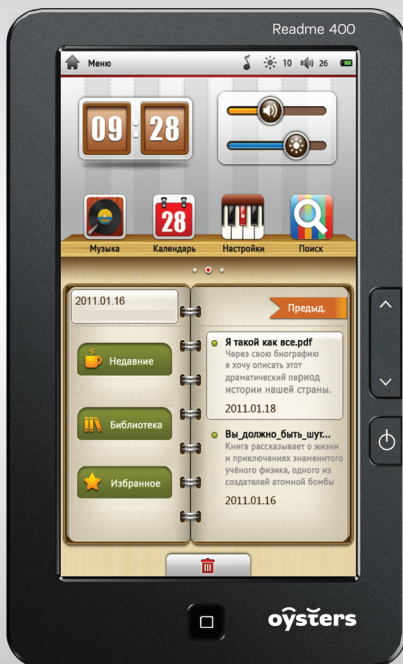 Readme 400
Меню 10 26
09 28
28
Музыка Календарь Настройки Поиск
2011.01.16
Недавние
Библиотека
Избранное
Предыд.
Я такой как все.pdf
Через свою биографию
я хочу описать этот
драматический период
истории нашей страны.
2011.01.18
Вы_должно_быть_шут...
Книга рассказывает о жизни
и приключениях знаменитого
учёного физика, одного из
создателей атомной бомбы
2011.01.16
oysters